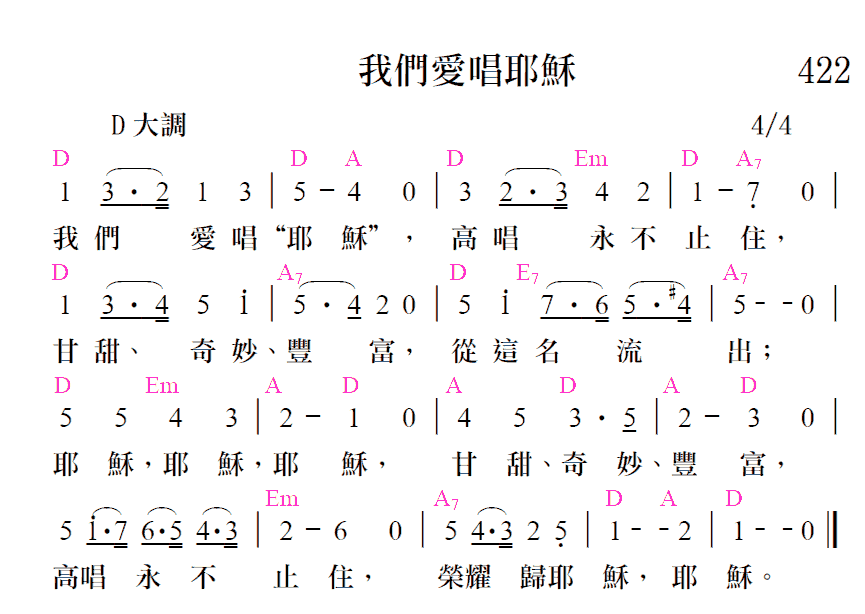 我們愛唱耶穌 422
D 大調 4/4
D D A D Em D A7
1 3 · 2 1 3 | 5 – 4 0 | 3 2 · 3 4 2 | 1 – 7 0 |
我們 愛唱“耶穌”，高唱 永不止住，
D A7 D E7 A7
1 3 · 4 5 i | 5 · 4 2 0 | 5 i 7 · 6 5 · #4 | 5 - - 0 |
甘甜、 奇妙、豐 富，從這名 流 出；
D Em A D A D A D
5 5 4 3 | 2 – 1 0 | 4 5 3 · 5 | 2 – 3 0 |
耶 穌，耶 穌，耶 穌， 甘 甜、奇 妙、豐 富，
Em A7 D A D
5 i · 7 6 · 5 4 · 3 | 2 – 6 0 | 5 4 · 3 2 5 | 1 - - 2 | 1 - - 0 ‖
高唱 永 不 止 住， 榮耀 歸耶 穌， 耶 穌。